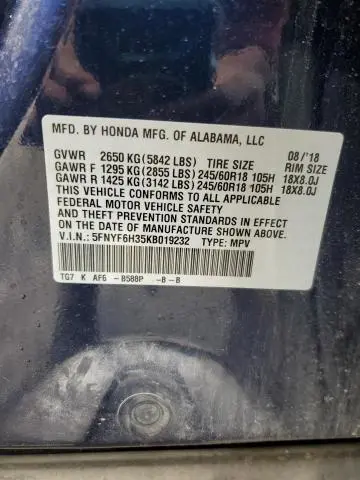 MFD. BY HONDA MFG. OF ALABAMA, LLC
GVWR 2650 KG (5842 LBS) TIRE SIZE 08/'18 RIM SIZE
GAWR F 1295 KG (2855 LBS) 245/60R18 105H 18X8.0J
GAWR R 1425 KG (3142 LBS) 245/60R18 105H 18X8.0J
THIS VEHICLE CONFORMS TO ALL APPLICABLE
FEDERAL MOTOR VEHICLE SAFETY
AND THEFT PREVENTION STANDARDS IN EFFECT
ON THE DATE OF MANUFACTURE SHOWN ABOVE.
V.I.N.: 5FNYF6H35KB019232 TYPE: MPV
TG7 K AF6 -B588P -B-B